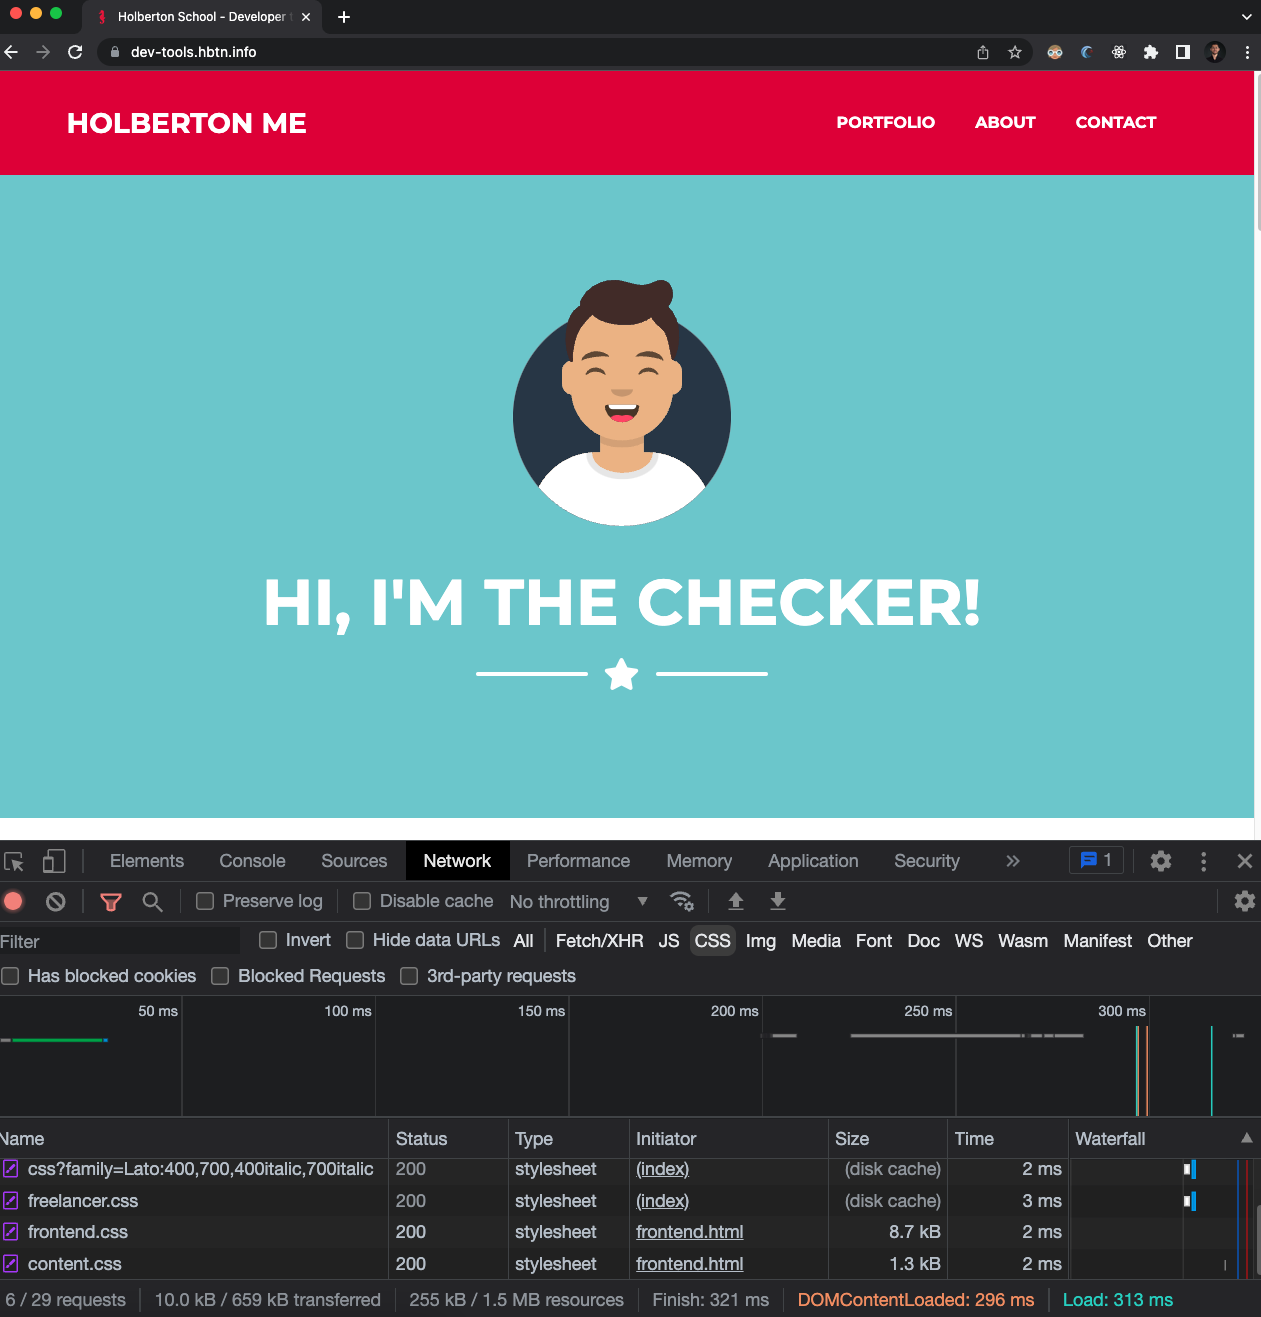 Holberton School - Developer t
dev-tools.hbtn.info
HOLBERTON ME
PORTFOLIO ABOUT CONTACT
HI, I'M THE CHECKER!
Elements Console Sources Network Performance Memory Application Security 1
Preserve log Disable cache No throttling
Filter Invert Hide data URLs All Fetch/XHR JS CSS Img Media Font Doc WS Wasm Manifest Other
Has blocked cookies Blocked Requests 3rd-party requests
50 ms 100 ms 150 ms 200 ms 250 ms 300 ms
Name Status Type Initiator Size Time Waterfall
css?family=Lato:400,700,400italic,700italic 200 stylesheet (index) (disk cache) 2 ms
freelancer.css 200 stylesheet (index) (disk cache) 3 ms
frontend.css 200 stylesheet frontend.html 8.7 kB 2 ms
content.css 200 stylesheet frontend.html 1.3 kB 2 ms
6 / 29 requests 10.0 kB / 659 kB transferred 255 kB / 1.5 MB resources Finish: 321 ms DOMContentLoaded: 296 ms Load: 313 ms